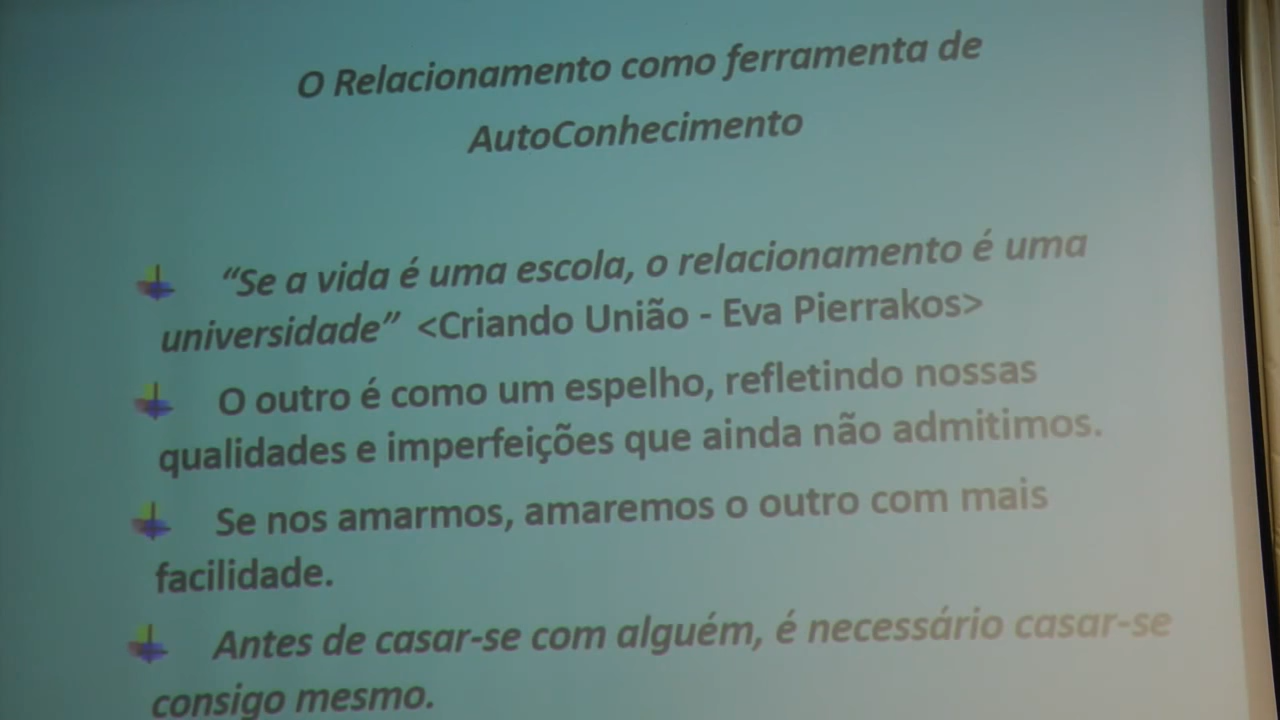 O Relacionamento como ferramenta de
AutoConhecimento
“Se a vida é uma escola, o relacionamento é uma
universidade” <Criando União - Eva Pierrakos>
O outro é como um espelho, refletindo nossas
qualidades e imperfeições que ainda não admitimos.
Se nos amarmos, amaremos o outro com mais
facilidade.
Antes de casar-se com alguém, é necessário casar-se
consigo mesmo.